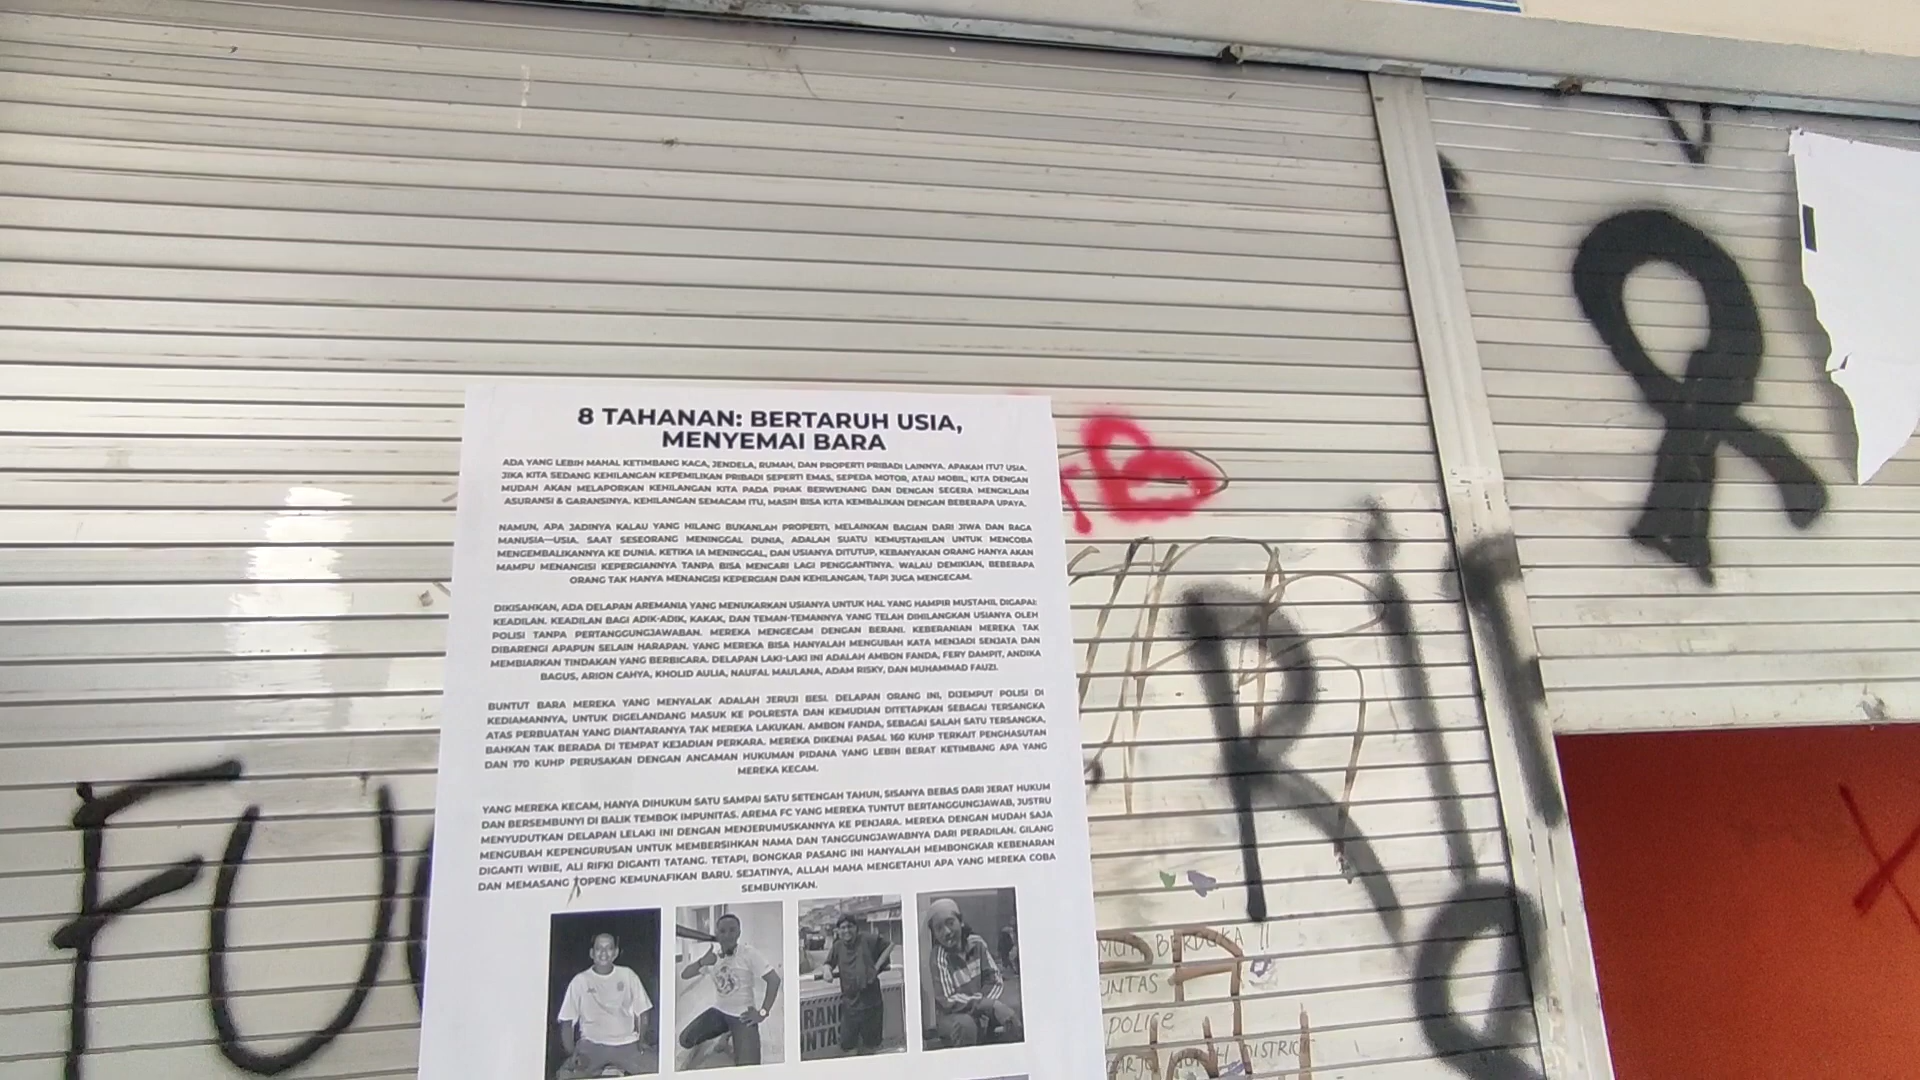 8 TAHANAN: BERTARUH USIA,
MENYEMAI BARA
ADA YANG LEBIH MAHAL KETIMBANG KACA, JENDELA, RUMAH, DAN PROPERTI PRIBADI LAINNYA. APAKAH ITU? USIA.
JIKA KITA SEDANG KEHILANGAN KEPEMILIKAN PRIBADI SEPERTI EMAS, SEPEDA MOTOR, ATAU MOBIL, KITA DENGAN
MUDAH AKAN MELAPORKAN KEHILANGAN KITA PADA PIHAK BERWENANG DAN DENGAN SEGERA MENGKLAIM
ASURANSI & GARANSINYA. KEHILANGAN SEMACAM ITU, MASIH BISA KITA KEMBALIKAN DENGAN BEBERAPA UPAYA.
NAMUN, APA JADINYA KALAU YANG HILANG BUKANLAH PROPERTI, MELAINKAN BAGIAN DARI JIWA DAN RAGA
MANUSIA—USIA. SAAT SESEORANG MENINGGAL DUNIA, ADALAH SUATU KEMUSTAHILAN UNTUK MENCOBA
MENGEMBALIKANNYA KE DUNIA. KETIKA IA MENINGGAL, DAN USIANYA DITUTUP, KEBANYAKAN ORANG HANYA AKAN
MAMPU MENANGISI KEPERGIANNYA TANPA BISA MENCARI LAGI PENGGANTINYA. WALAU DEMIKIAN, BEBERAPA
ORANG TAK HANYA MENANGISI KEPERGIAN DAN KEHILANGAN, TAPI JUGA MENGECAM.
DIKISAHKAN, ADA DELAPAN AREMANIA YANG MENUKARKAN USIANYA UNTUK HAL YANG HAMPIR MUSTAHIL DIGAPAI:
KEADILAN. KEADILAN BAGI ADIK-ADIK, KAKAK, DAN TEMAN-TEMANNYA YANG TELAH DIHILANGKAN USIANYA OLEH
POLISI TANPA PERTANGGUNGJAWABAN. MEREKA MENGECAM DENGAN BERANI. KEBERANIAN MEREKA TAK
DIBARENGI APAPUN SELAIN HARAPAN. YANG MEREKA BISA HANYALAH MENGUBAH KATA MENJADI SENJATA DAN
MEMBIARKAN TINDAKAN YANG BERBICARA. DELAPAN LAKI-LAKI INI ADALAH AMBON FANDA, FERY DAMPIT, ANDIKA
BAGUS, ARION CAHYA, KHOLID AULIA, NAUFAL MAULANA, ADAM RISKY, DAN MUHAMMAD FAUZI.
BUNTUT BARA MEREKA YANG MENYALAK ADALAH JERUJI BESI. DELAPAN ORANG INI, DIJEMPUT POLISI DI
KEDIAMANNYA, UNTUK DIGELANDANG MASUK KE POLRESTA DAN KEMUDIAN DITETAPKAN SEBAGAI TERSANGKA
ATAS PERBUATAN YANG DIANTARANYA TAK MEREKA LAKUKAN. AMBON FANDA, SEBAGAI SALAH SATU TERSANGKA,
BAHKAN TAK BERADA DI TEMPAT KEJADIAN PERKARA. MEREKA DIKENAI PASAL 160 KUHP TERKAIT PENGHASUTAN
DAN 170 KUHP PERUSAKAN DENGAN ANCAMAN HUKUMAN PIDANA YANG LEBIH BERAT KETIMBANG APA YANG
MEREKA KECAM.
YANG MEREKA KECAM, HANYA DIHUKUM SATU SAMPAI SATU SETENGAH TAHUN, SISANYA BEBAS DARI JERAT HUKUM
DAN BERSEMBUNYI DI BALIK TEMBOK IMPUNITAS. AREMA FC YANG MEREKA TUNTUT BERTANGGUNGJAWAB, JUSTRU
MENYUDUTKAN DELAPAN LELAKI INI DENGAN MENJERUMUSKANNYA KE PENJARA. MEREKA DENGAN MUDAH SAJA
MENGUBAH KEPENGURUSAN UNTUK MEMBERSIHKAN NAMA DAN TANGGUNGJAWABNYA DARI PERADILAN. GILANG
DIGANTI WIBIE, ALI RIFKI DIGANTI TATANG. TETAPI, BONGKAR PASANG INI HANYALAH MEMBONGKAR KEBENARAN
DAN MEMASANG TOPENG KEMUNAFIKAN BARU. SEJATINYA, ALLAH MAHA MENGETAHUI APA YANG MEREKA COBA
SEMBUNYIKAN.
FU
RIF
BERDUKA !!
POLICE
DISTRICT